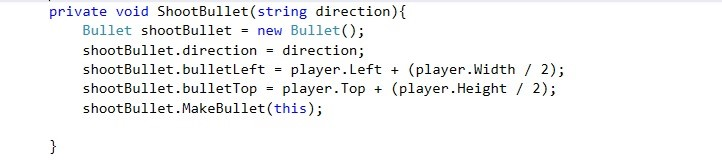 private void ShootBullet(string direction){
Bullet shootBullet = new Bullet();
shootBullet.direction = direction;
shootBullet.bulletLeft = player.Left + (player.Width / 2);
shootBullet.bulletTop = player.Top + (player.Height / 2);
shootBullet.MakeBullet(this);
}